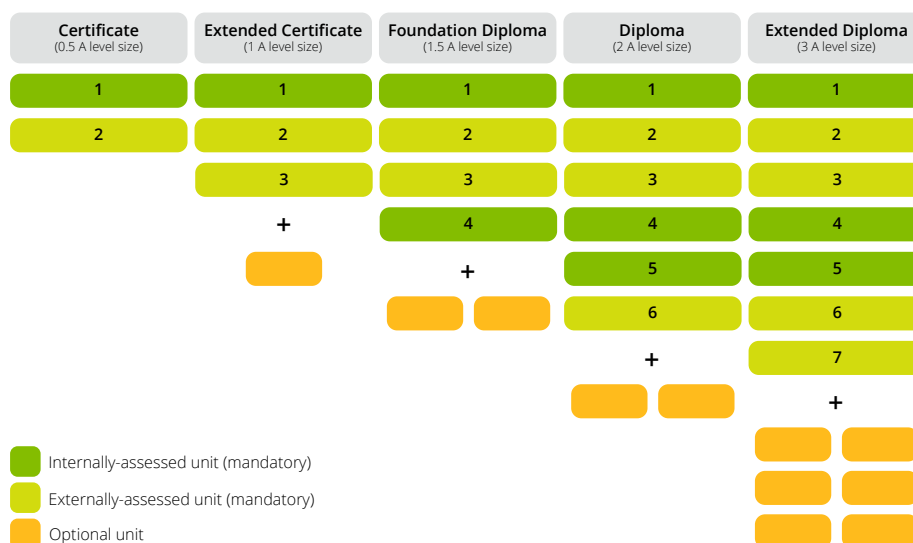 Certificate Extended Certificate Foundation Diploma Diploma Extended Diploma
(0.5 A level size) (1 A level size) (1.5 A level size) (2 A level size) (3 A level size)
1 1 1 1 1
2 2 2 2 2
3 3 3 3
+ 4 4 4
+ 5 5
6 6
+ 7
+
Internally-assessed unit (mandatory)
Externally-assessed unit (mandatory)
Optional unit